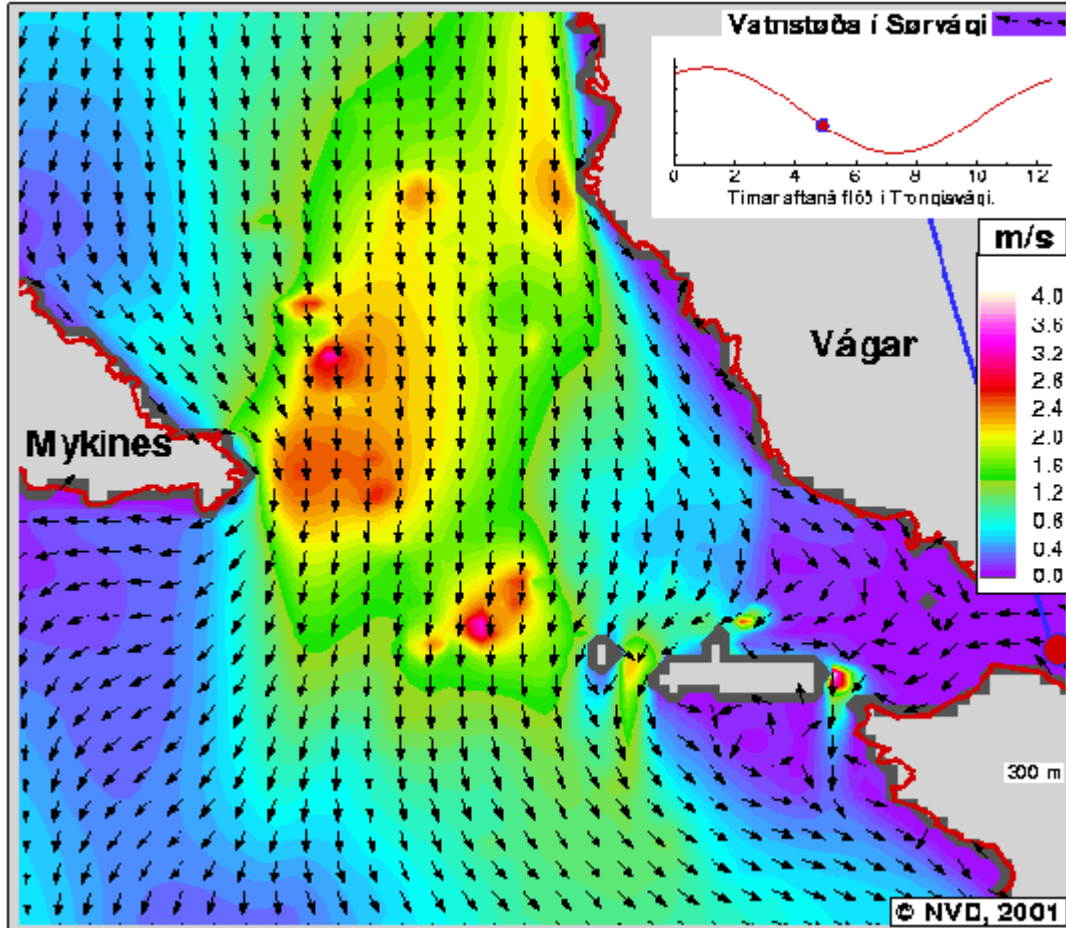 Vatnstøða í Sørvági
0 2 4 6 8 10 12
Tímar aftaná flóð í Trongisvági.
m/s
4.0
3.6
3.2
2.8
2.4
2.0
1.6
1.2
0.8
0.4
0.0
Vágar
Mykines
300 m
© NVD, 2001